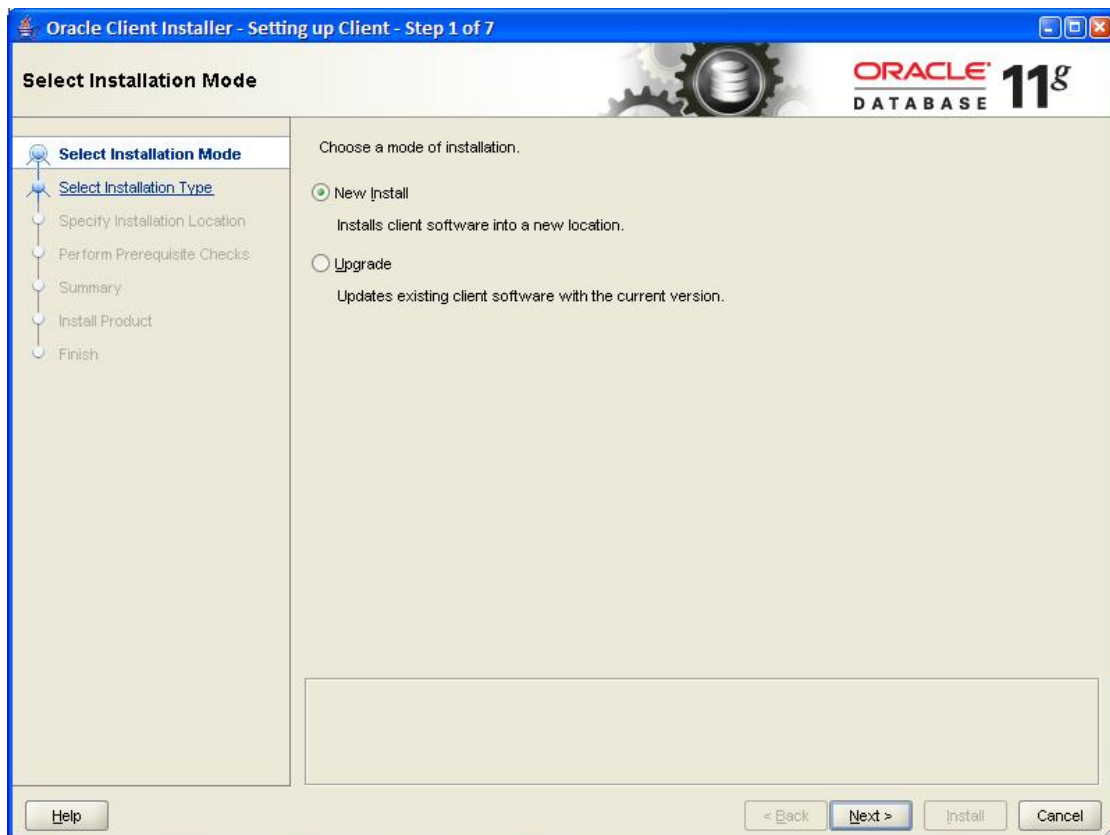 Oracle Client Installer - Setting up Client - Step 1 of 7
Select Installation Mode
ORACLE
DATABASE
11g
Select Installation Mode
Select Installation Type
Specify Installation Location
Perform Prerequisite Checks
Summary
Install Product
Finish
Choose a mode of installation.
New Install
Installs client software into a new location.
Upgrade
Updates existing client software with the current version.
Help
< Back
Next >
Install
Cancel